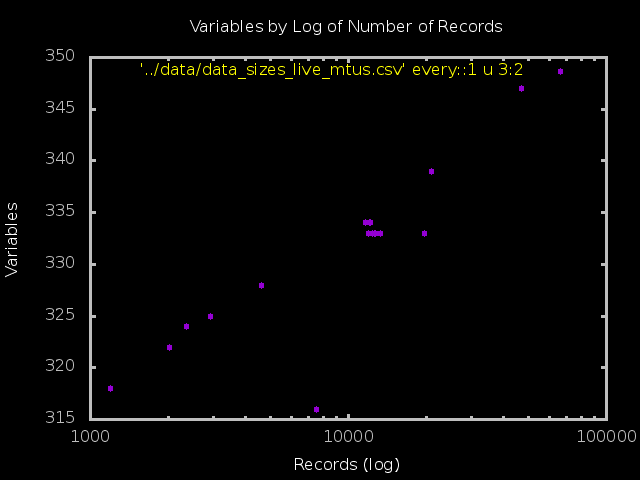 Variables by Log of Number of Records
'../data/data_sizes_live_mtus.csv' every::1 u 3:2
350
345
340
335
330
325
320
315
Variables
1000 10000 100000
Records (log)